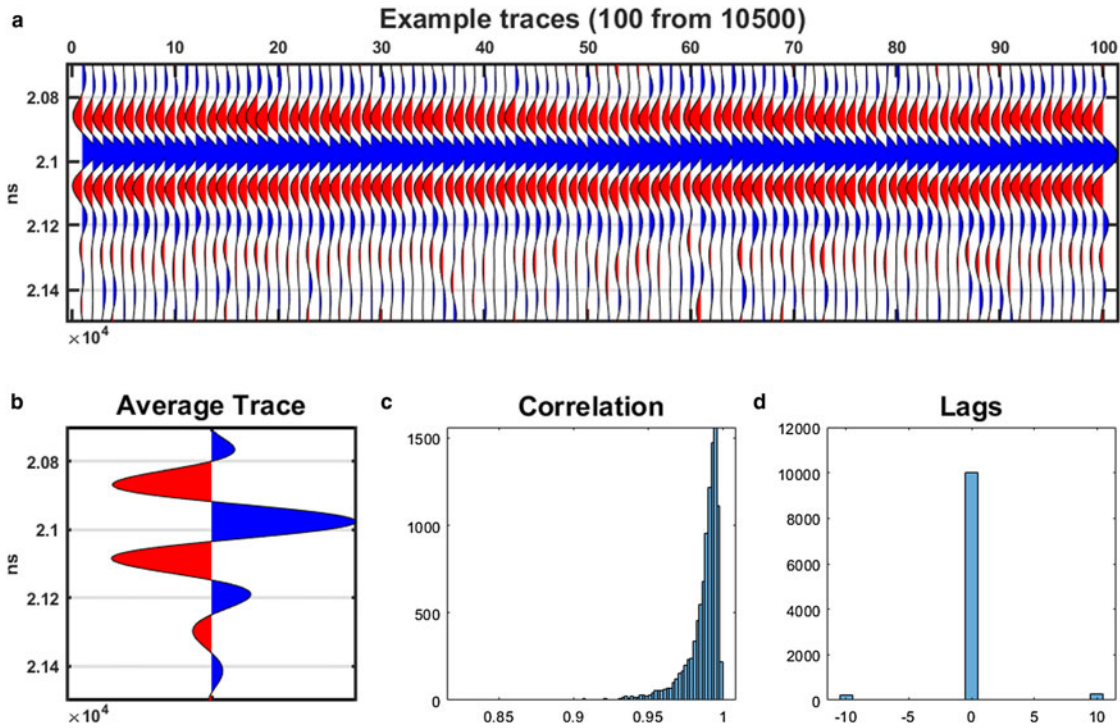 a
Example traces (100 from 10500)
0 10 20 30 40 50 60 70 80 90 100
2.08
2.1
2.12
2.14
ns
×10⁴
b
Average Trace
2.08
2.1
2.12
2.14
ns
×10⁴
c
Correlation
1500
1000
500
0
0.85 0.9 0.95 1
d
Lags
12000
10000
8000
6000
4000
2000
0
-10 -5 0 5 10